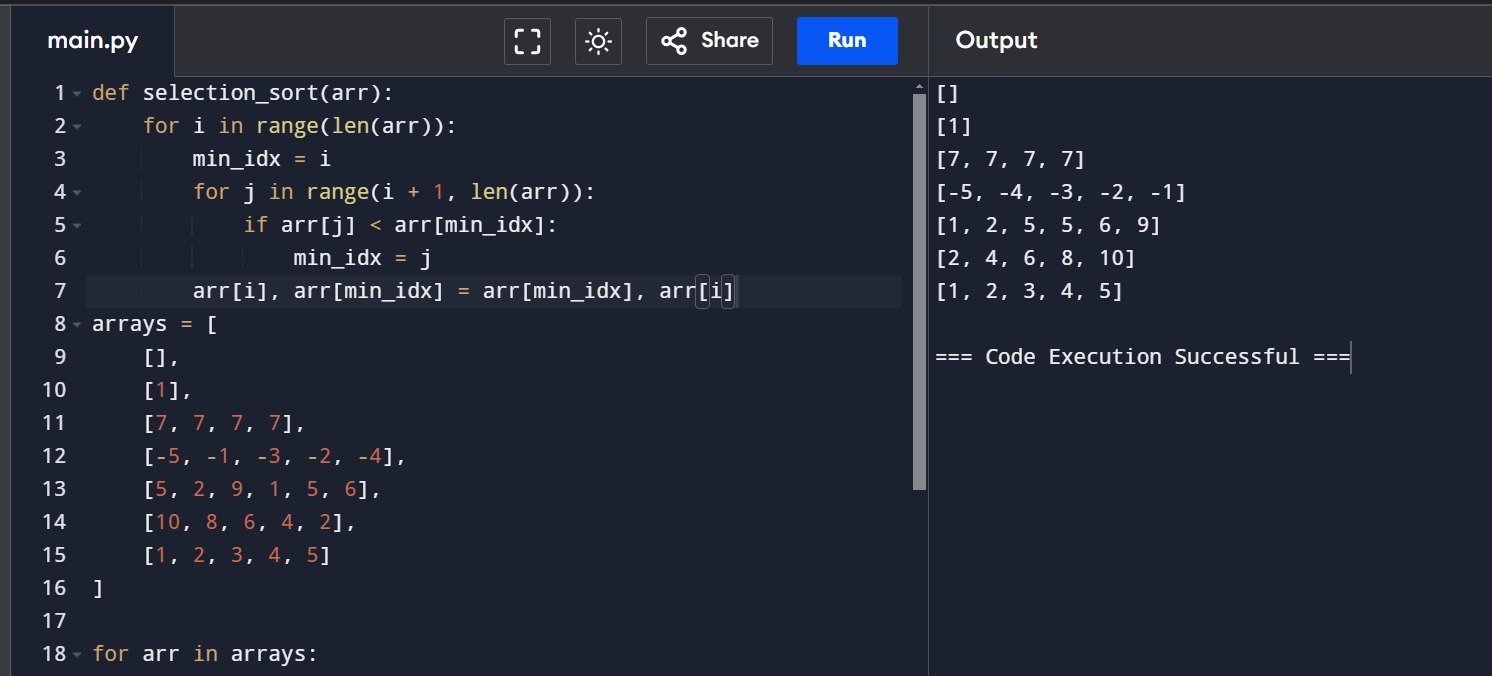 main.py
Share
Run
Output
1 def selection_sort(arr):
2     for i in range(len(arr)):
3         min_idx = i
4         for j in range(i + 1, len(arr)):
5             if arr[j] < arr[min_idx]:
6                 min_idx = j
7         arr[i], arr[min_idx] = arr[min_idx], arr[i]
8 arrays = [
9     [],
10     [1],
11     [7, 7, 7, 7],
12     [-5, -1, -3, -2, -4],
13     [5, 2, 9, 1, 5, 6],
14     [10, 8, 6, 4, 2],
15     [1, 2, 3, 4, 5]
16 ]
17
18 for arr in arrays:
[]
[1]
[7, 7, 7, 7]
[-5, -4, -3, -2, -1]
[1, 2, 5, 5, 6, 9]
[2, 4, 6, 8, 10]
[1, 2, 3, 4, 5]
=== Code Execution Successful ===